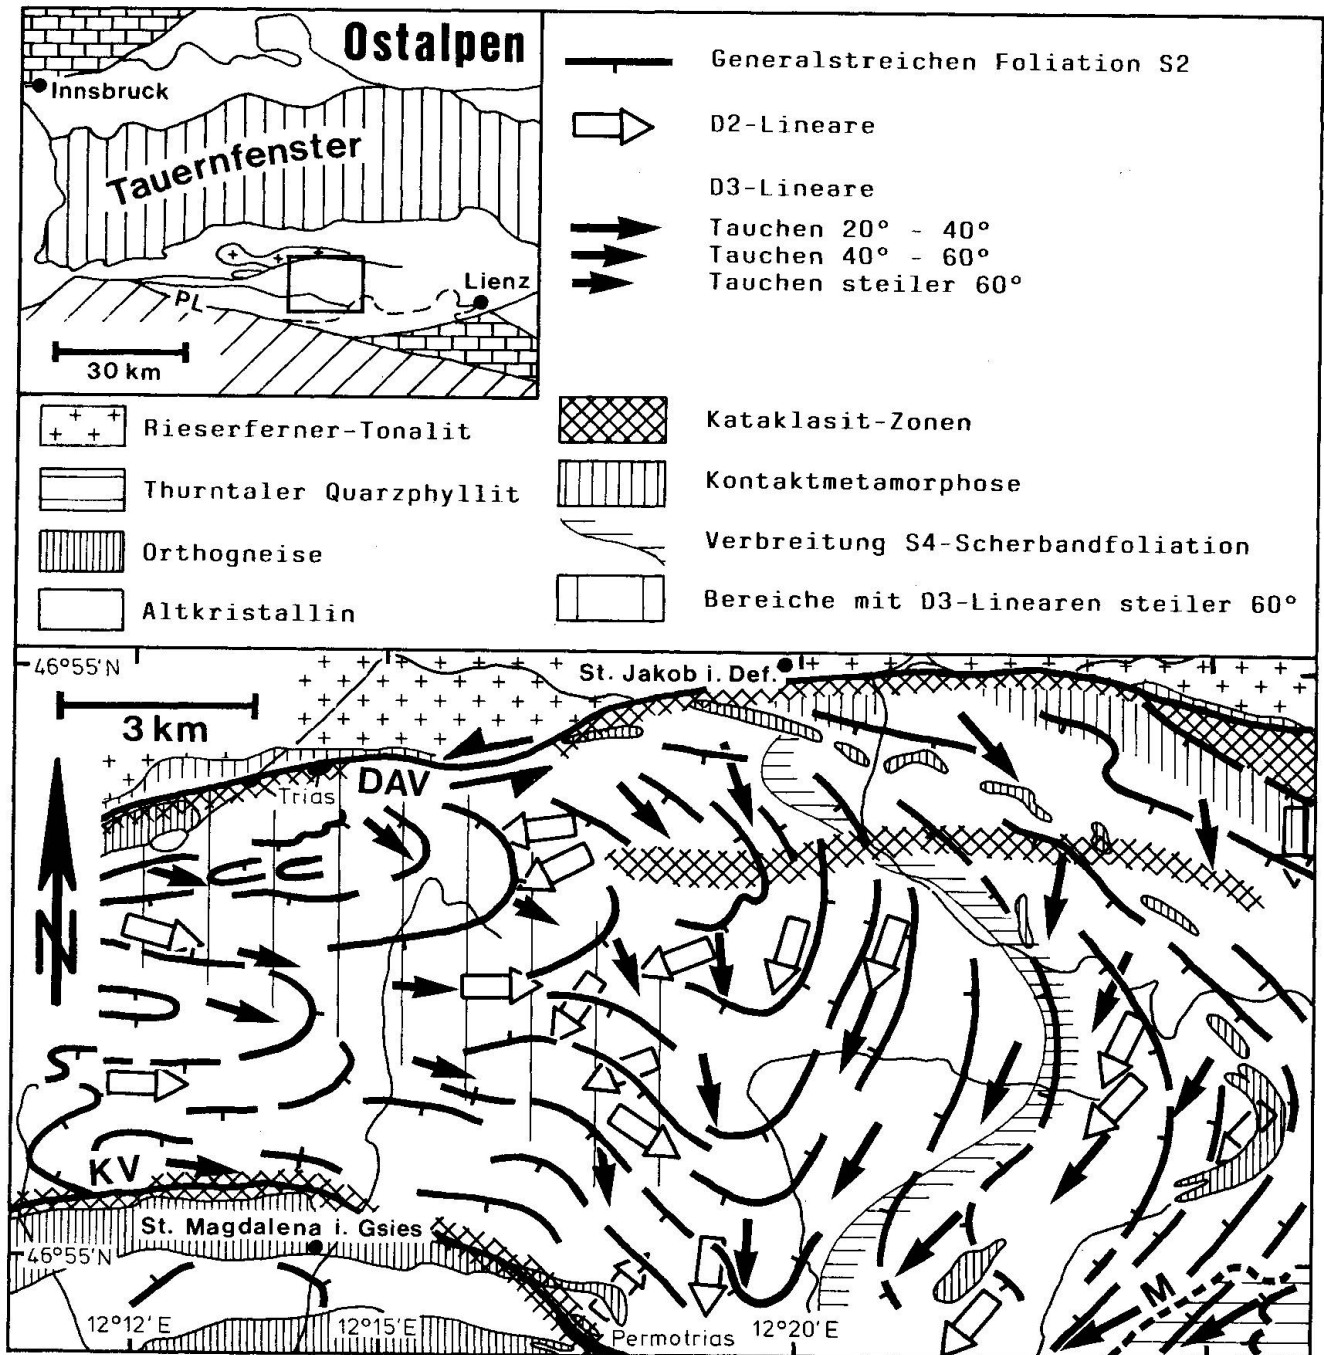 Ostalpen
Innsbruck
Tauernfenster
Lienz
PL
30 km
Generalstreichen Foliation S2
D2-Lineare
D3-Lineare
Tauchen 20° - 40°
Tauchen 40° - 60°
Tauchen steiler 60°
Rieserferner-Tonalit
Thurntaler Quarzphyllit
Orthogneise
Altkristallin
Kataklasit-Zonen
Kontaktmetamorphose
Verbreitung S4-Scherbandfoliation
Bereiche mit D3-Linearen steiler 60°
46°55'N
St. Jakob i. Def.
3 km
DAV
Trias
N
KV
St. Magdalena i. Gsies
46°55'N
M
12°12'E
12°15'E
Permotrias
12°20'E